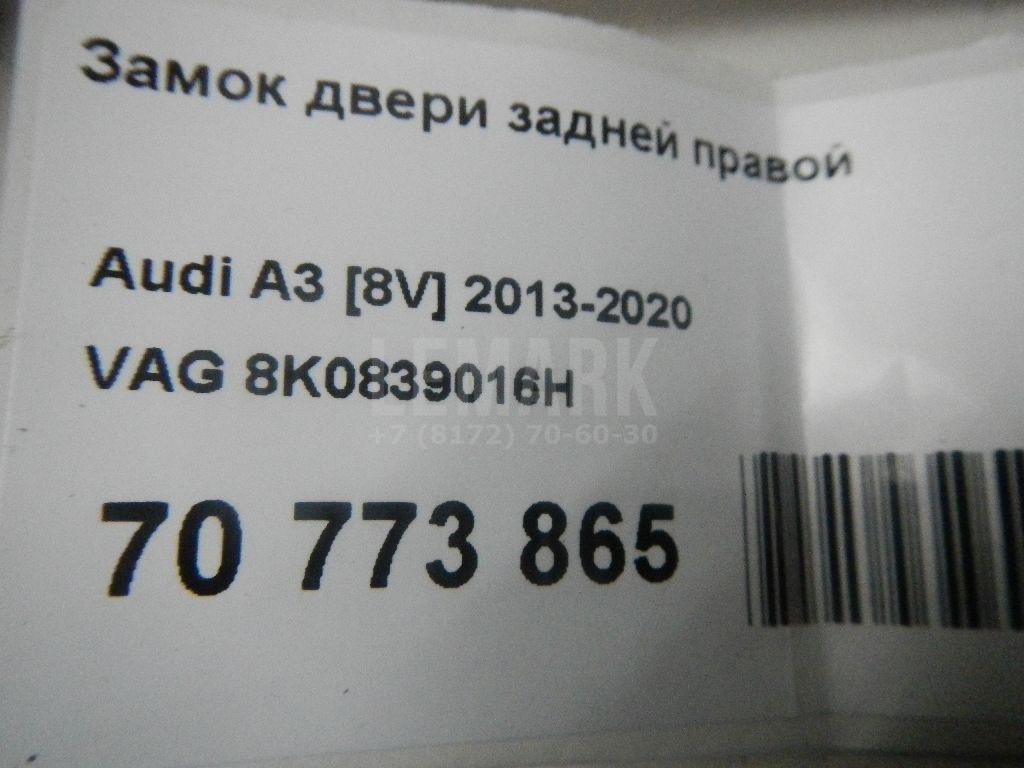 Замок двери задней правой
Audi A3 [8V] 2013-2020
VAG 8K0839016H
LEMARK
+7 (8172) 70-60-30
70 773 865